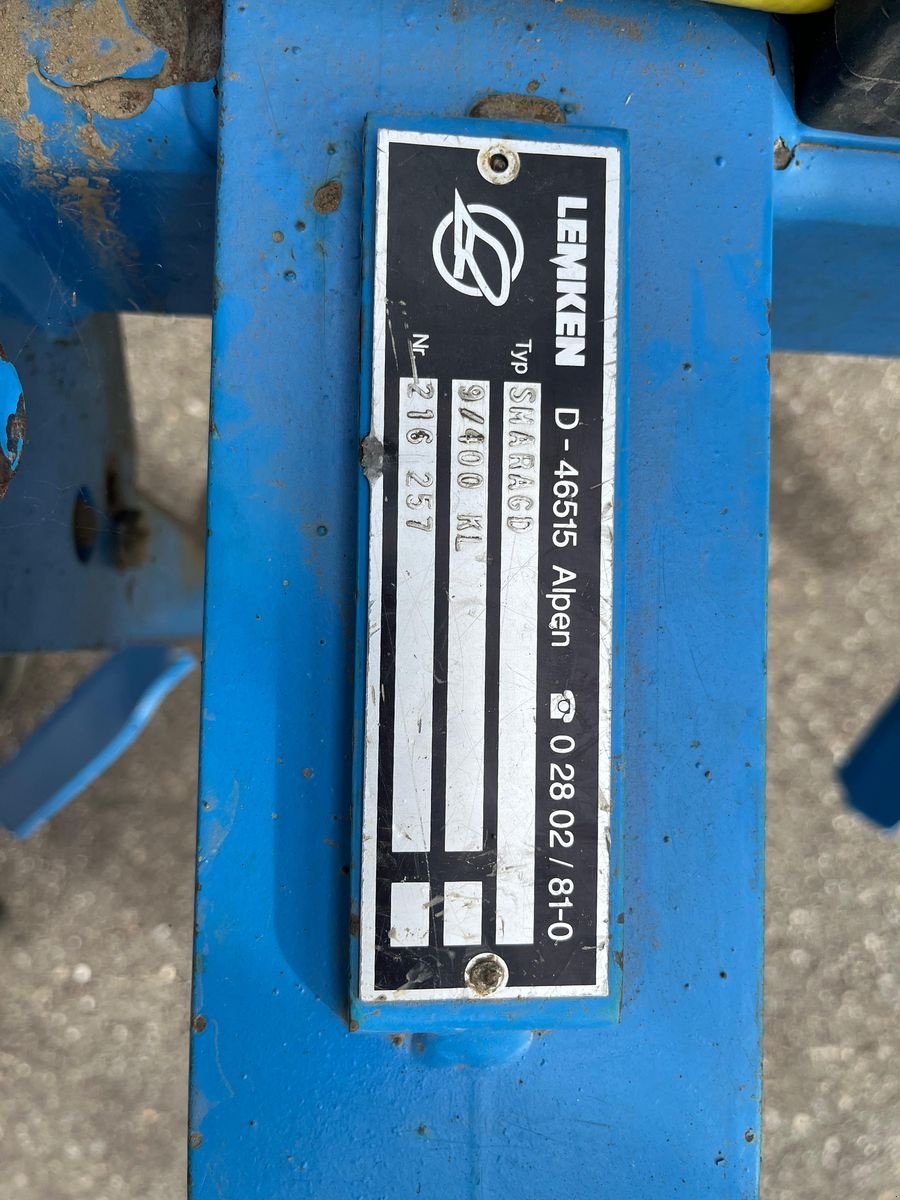 LEMKEN D - 46515 Alpen ☎ 0 28 02 / 81-0
Typ SMARAGD
9/400 KL
Nr. 216 257